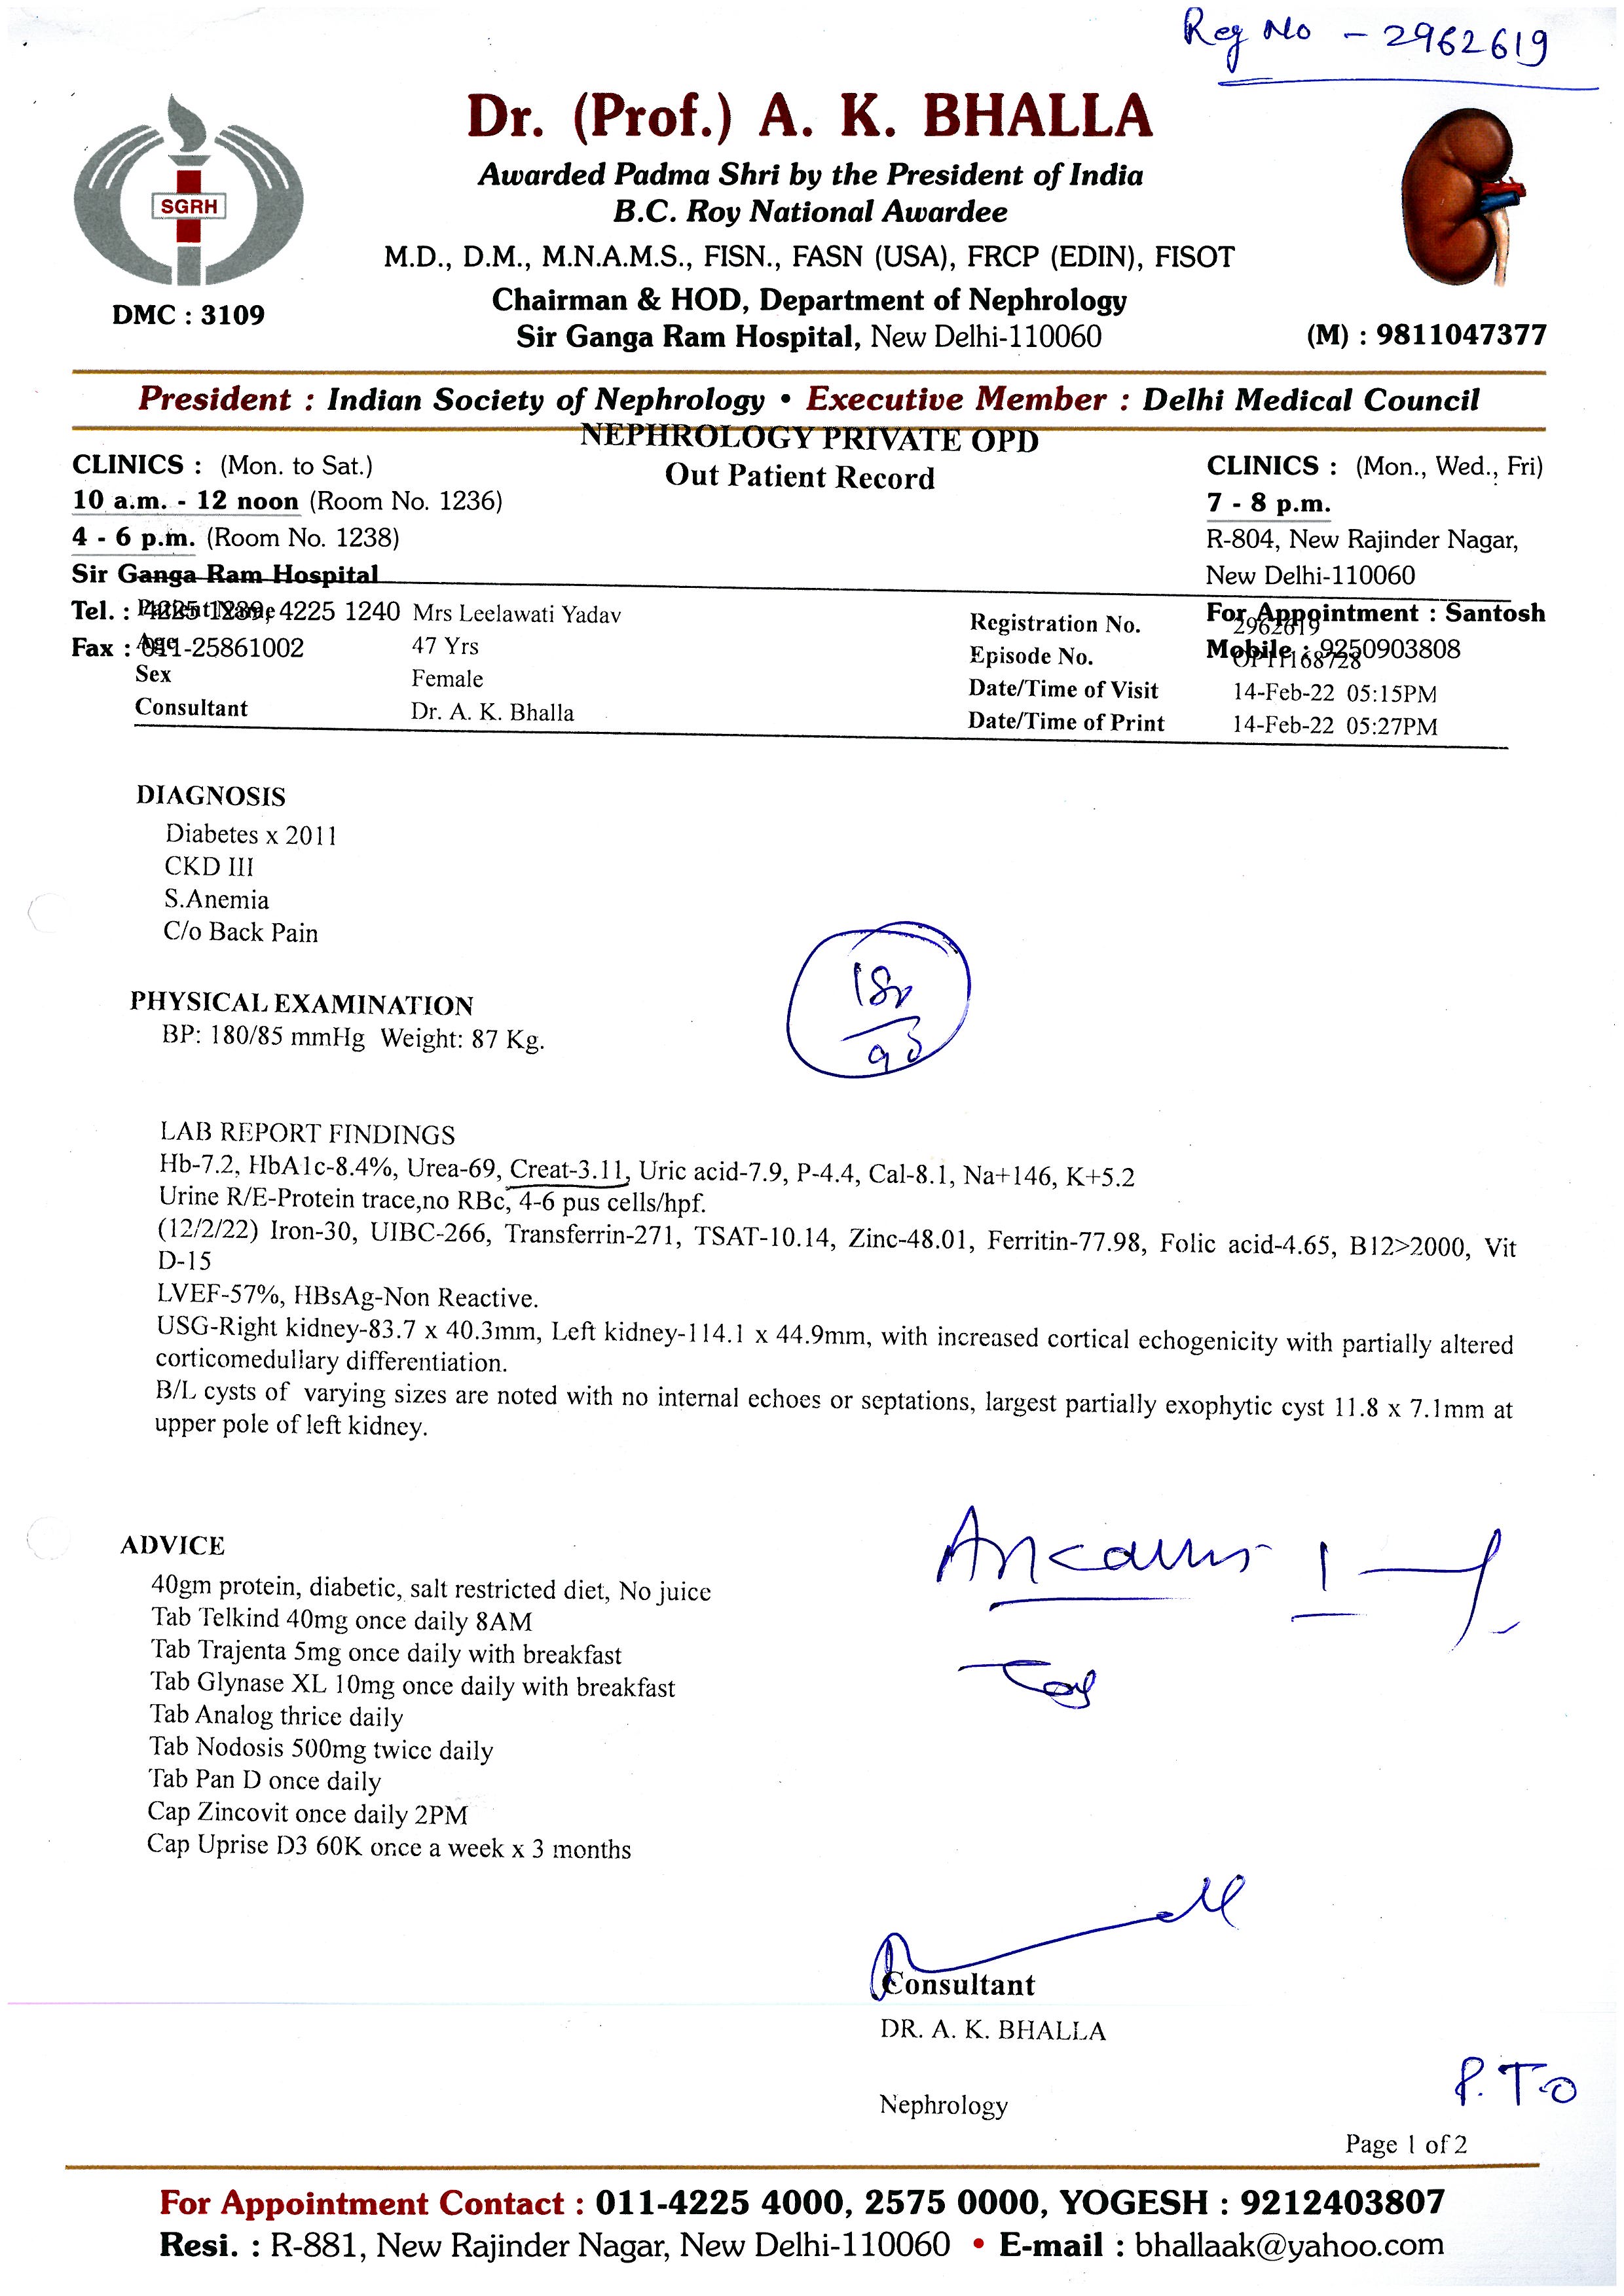 Reg No - 2962619
Dr. (Prof.) A. K. BHALLA
Awarded Padma Shri by the President of India
B.C. Roy National Awardee
M.D., D.M., M.N.A.M.S., FISN., FASN (USA), FRCP (EDIN), FISOT
Chairman & HOD, Department of Nephrology
Sir Ganga Ram Hospital, New Delhi-110060
SGRH
DMC : 3109
(M) : 9811047377
President : Indian Society of Nephrology • Executive Member : Delhi Medical Council
NEPHROLOGY PRIVATE OPD
Out Patient Record
CLINICS : (Mon. to Sat.)
10 a.m. - 12 noon (Room No. 1236)
4 - 6 p.m. (Room No. 1238)
Sir Ganga Ram Hospital
Tel. : 4225 1239, 4225 1240
Fax : 011-25861002
CLINICS : (Mon., Wed., Fri)
7 - 8 p.m.
R-804, New Rajinder Nagar,
New Delhi-110060
For Appointment : Santosh
Mobile : 9250903808
Patient Name Mrs Leelawati Yadav
Age 47 Yrs
Sex Female
Consultant Dr. A. K. Bhalla
Registration No. 2962619
Episode No. OP11168728
Date/Time of Visit 14-Feb-22 05:15PM
Date/Time of Print 14-Feb-22 05:27PM
DIAGNOSIS
Diabetes x 2011
CKD III
S.Anemia
C/o Back Pain
PHYSICAL EXAMINATION
BP: 180/85 mmHg Weight: 87 Kg.
LAB REPORT FINDINGS
Hb-7.2, HbA1c-8.4%, Urea-69, Creat-3.11, Uric acid-7.9, P-4.4, Cal-8.1, Na+146, K+5.2
Urine R/E-Protein trace,no RBc, 4-6 pus cells/hpf.
(12/2/22) Iron-30, UIBC-266, Transferrin-271, TSAT-10.14, Zinc-48.01, Ferritin-77.98, Folic acid-4.65, B12>2000, Vit
D-15
LVEF-57%, HBsAg-Non Reactive.
USG-Right kidney-83.7 x 40.3mm, Left kidney-114.1 x 44.9mm, with increased cortical echogenicity with partially altered
corticomedullary differentiation.
B/L cysts of varying sizes are noted with no internal echoes or septations, largest partially exophytic cyst 11.8 x 7.1mm at
upper pole of left kidney.
ADVICE
40gm protein, diabetic, salt restricted diet, No juice
Tab Telkind 40mg once daily 8AM
Tab Trajenta 5mg once daily with breakfast
Tab Glynase XL 10mg once daily with breakfast
Tab Analog thrice daily
Tab Nodosis 500mg twice daily
Tab Pan D once daily
Cap Zincovit once daily 2PM
Cap Uprise D3 60K once a week x 3 months
Consultant
DR. A. K. BHALLA
Nephrology
P.T.O
Page 1 of 2
For Appointment Contact : 011-4225 4000, 2575 0000, YOGESH : 9212403807
Resi. : R-881, New Rajinder Nagar, New Delhi-110060 • E-mail : bhallaak@yahoo.com